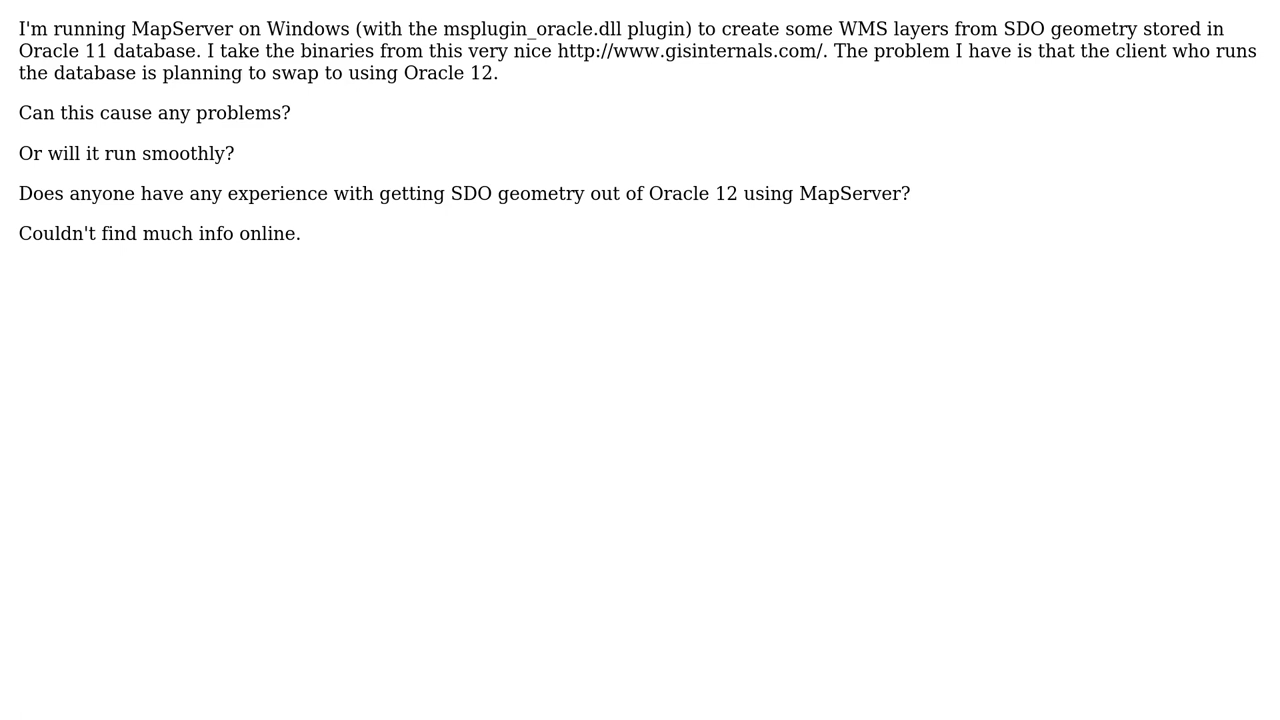 I'm running MapServer on Windows (with the msplugin_oracle.dll plugin) to create some WMS layers from SDO geometry stored in
Oracle 11 database. I take the binaries from this very nice http://www.gisinternals.com/. The problem I have is that the client who runs
the database is planning to swap to using Oracle 12.
Can this cause any problems?
Or will it run smoothly?
Does anyone have any experience with getting SDO geometry out of Oracle 12 using MapServer?
Couldn't find much info online.